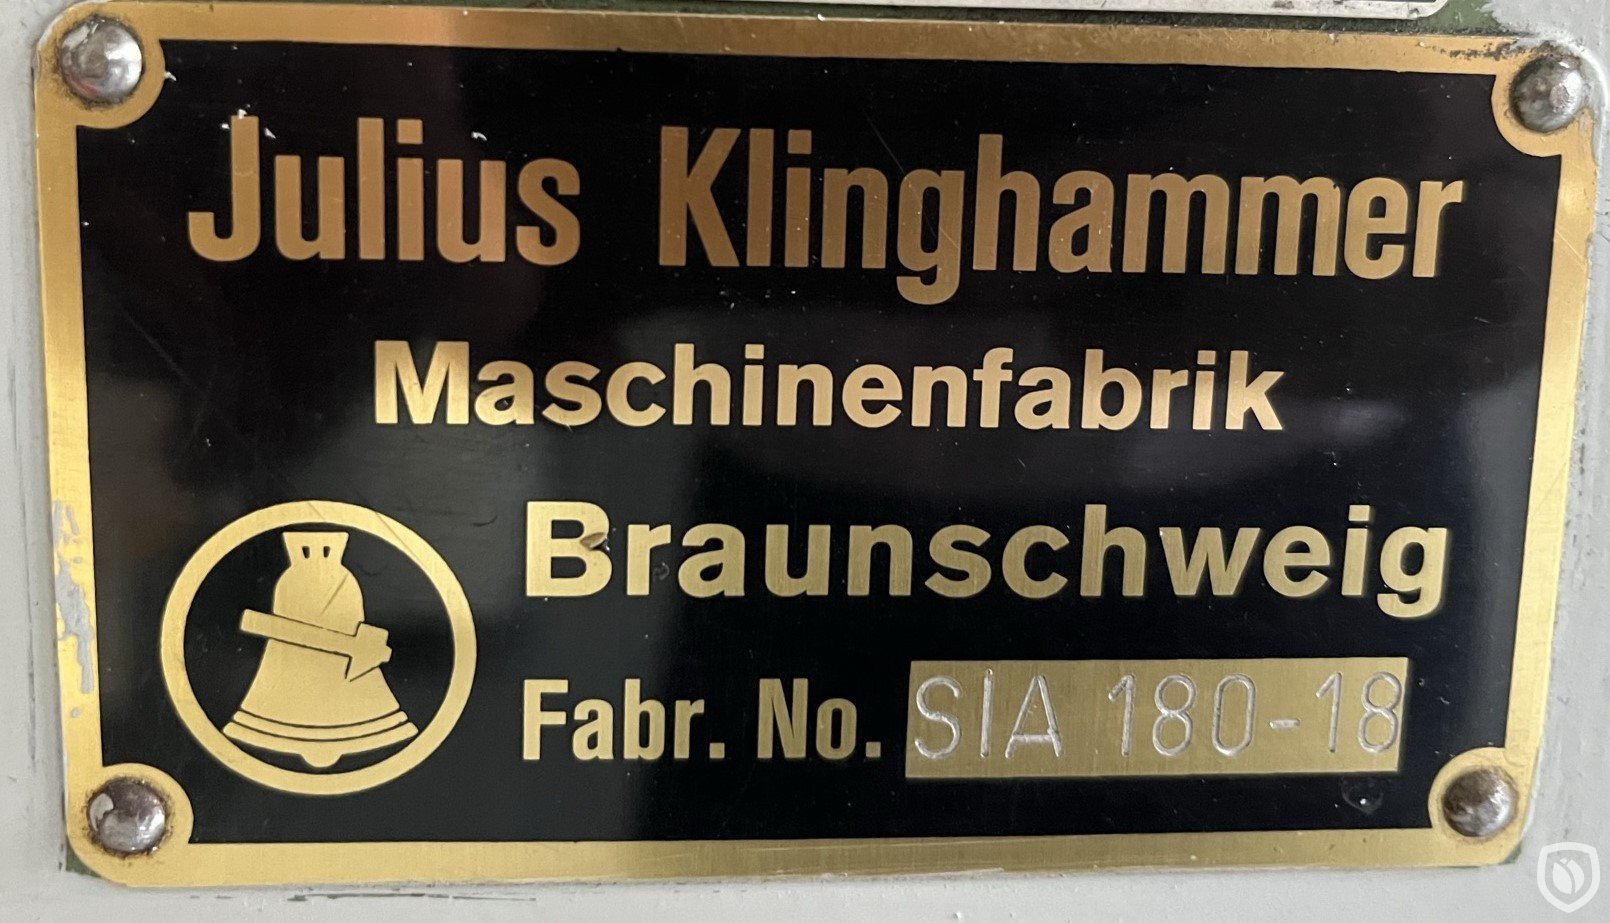 Julius Klinghammer
Maschinenfabrik
Braunschweig
Fabr. No. SIA 180-18